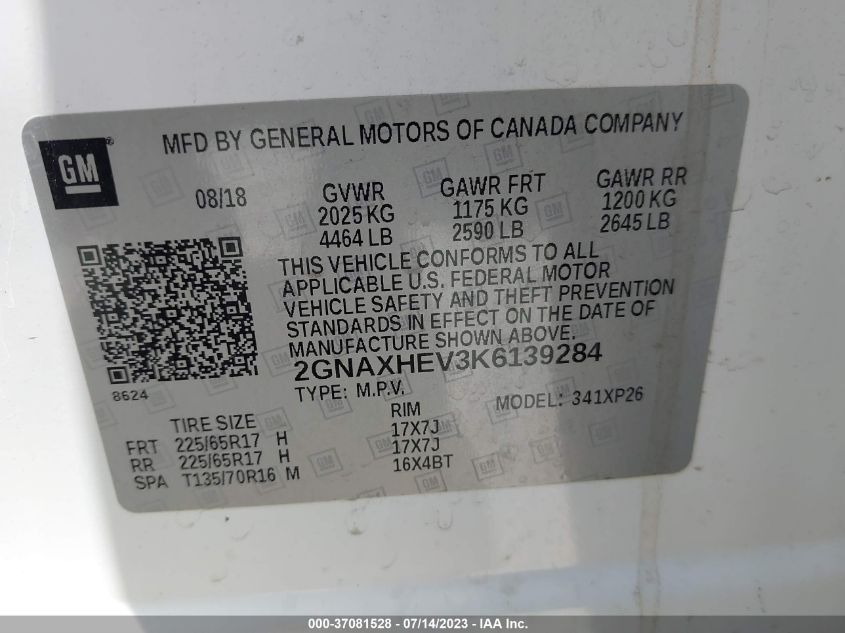 GM
MFD BY GENERAL MOTORS OF CANADA COMPANY
08/18
GVWR
2025 KG
4464 LB
GAWR FRT
1175 KG
2590 LB
GAWR RR
1200 KG
2645 LB
THIS VEHICLE CONFORMS TO ALL
APPLICABLE U.S. FEDERAL MOTOR
VEHICLE SAFETY AND THEFT PREVENTION
STANDARDS IN EFFECT ON THE DATE OF
MANUFACTURE SHOWN ABOVE.
2GNAXHEV3K6139284
TYPE: M.P.V.
MODEL: 341XP26
8624
TIRE SIZE
RIM
FRT 225/65R17 H 17X7J
RR 225/65R17 H 17X7J
SPA T135/70R16 M 16X4BT
000-37081528 - 07/14/2023 - Copyright © IAA, Inc.